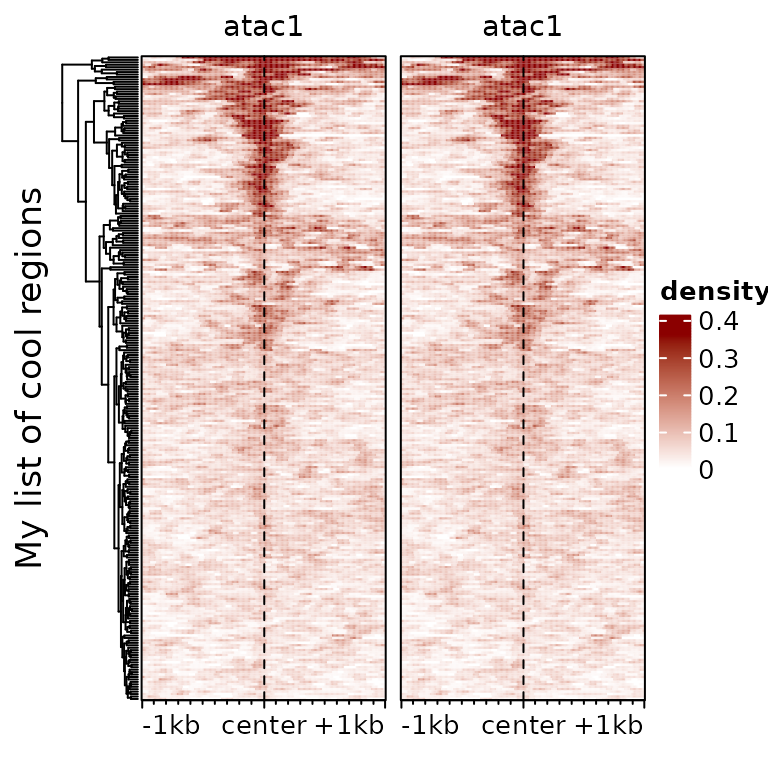 atac1
atac1
My list of cool regions
density
0.4
0.3
0.2
0.1
0
-1kb center +1kb
-1kb center +1kb